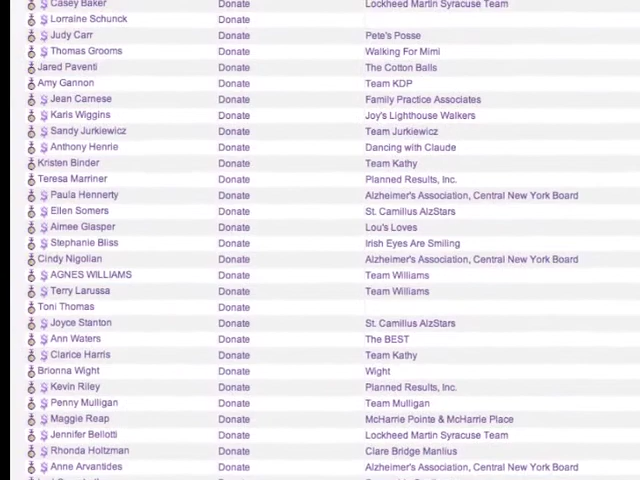 Casey Baker Donate Lockheed Martin Syracuse Team
$ Lorraine Schunck Donate
$ Judy Carr Donate Pete's Posse
$ Thomas Grooms Donate Walking For Mimi
Jared Paventi Donate The Cotton Balls
Amy Gannon Donate Team KDP
$ Jean Carnese Donate Family Practice Associates
$ Karis Wiggins Donate Joy's Lighthouse Walkers
$ Sandy Jurkiewicz Donate Team Jurkiewicz
$ Anthony Henrie Donate Dancing with Claude
Kristen Binder Donate Team Kathy
Teresa Marriner Donate Planned Results, Inc.
$ Paula Hennerty Donate Alzheimer's Association, Central New York Board
$ Ellen Somers Donate St. Camillus AlzStars
$ Aimee Glasper Donate Lou's Loves
$ Stephanie Bliss Donate Irish Eyes Are Smiling
Cindy Nigolian Donate Alzheimer's Association, Central New York Board
$ AGNES WILLIAMS Donate Team Williams
$ Terry Larussa Donate Team Williams
Toni Thomas Donate
$ Joyce Stanton Donate St. Camillus AlzStars
$ Ann Waters Donate The BEST
$ Clarice Harris Donate Team Kathy
Brionna Wight Donate Wight
$ Kevin Riley Donate Planned Results, Inc.
$ Penny Mulligan Donate Team Mulligan
$ Maggie Reap Donate McHarrie Pointe & McHarrie Place
$ Jennifer Bellotti Donate Lockheed Martin Syracuse Team
$ Rhonda Holtzman Donate Clare Bridge Manlius
$ Anne Arvantides Donate Alzheimer's Association, Central New York Board